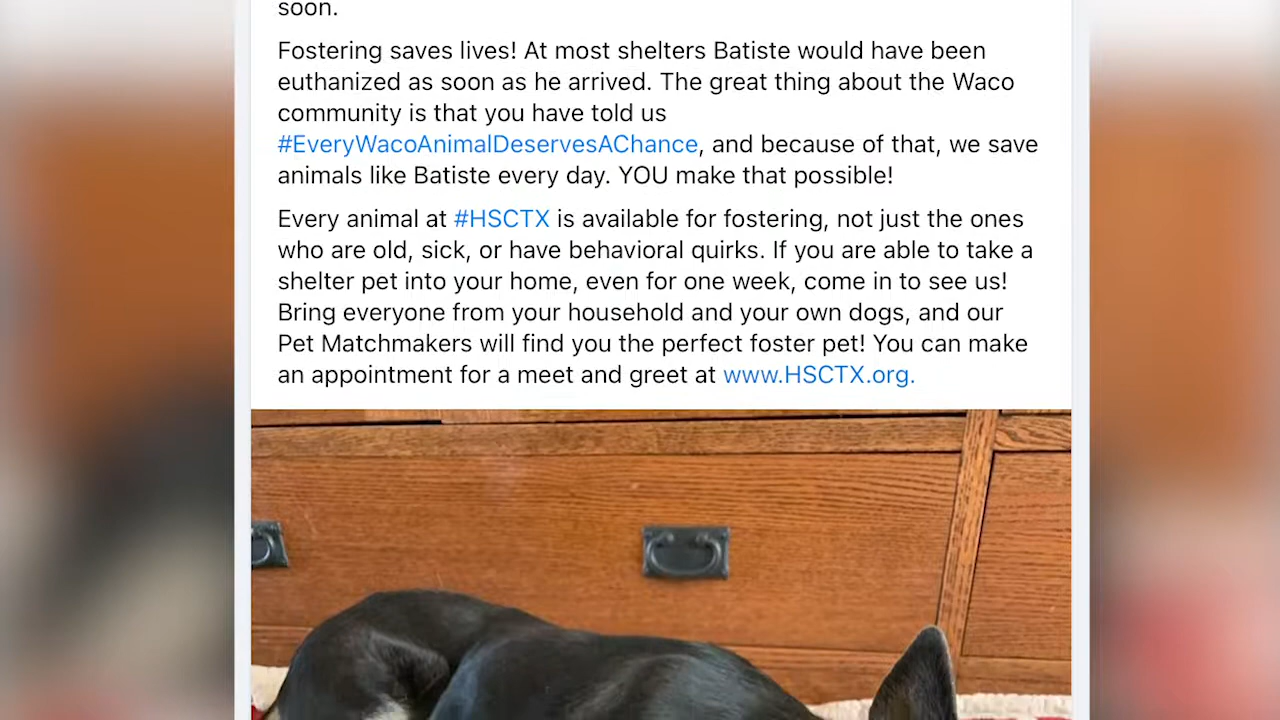 soon.
Fostering saves lives! At most shelters Batiste would have been
euthanized as soon as he arrived. The great thing about the Waco
community is that you have told us
#EveryWacoAnimalDeservesAChance, and because of that, we save
animals like Batiste every day. YOU make that possible!
Every animal at #HSCTX is available for fostering, not just the ones
who are old, sick, or have behavioral quirks. If you are able to take a
shelter pet into your home, even for one week, come in to see us!
Bring everyone from your household and your own dogs, and our
Pet Matchmakers will find you the perfect foster pet! You can make
an appointment for a meet and greet at www.HSCTX.org.